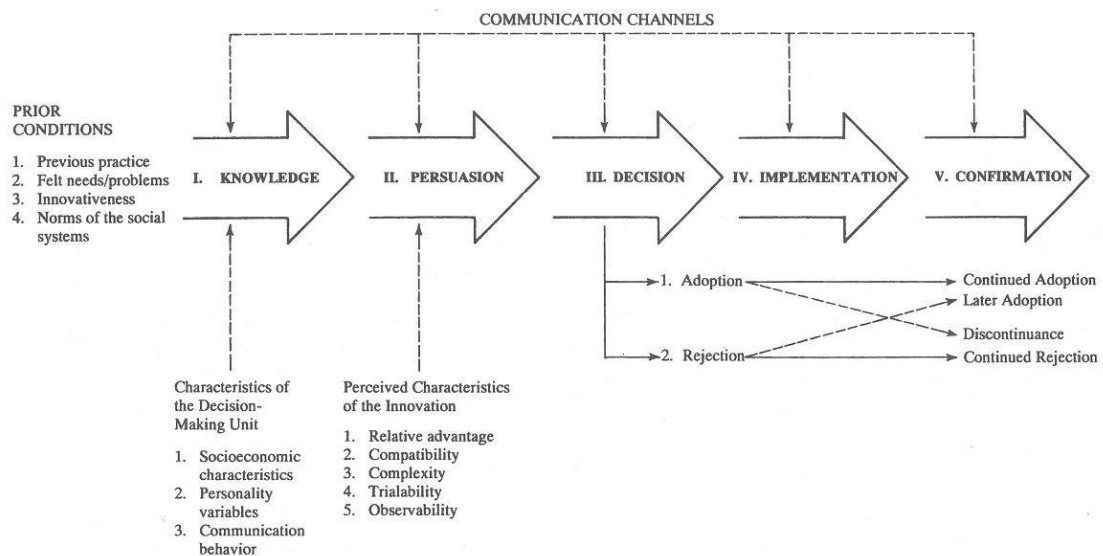 COMMUNICATION CHANNELS
PRIOR
CONDITIONS
1. Previous practice
2. Felt needs/problems
3. Innovativeness
4. Norms of the social
systems
I. KNOWLEDGE
II. PERSUASION
III. DECISION
IV. IMPLEMENTATION
V. CONFIRMATION
1. Adoption
2. Rejection
Continued Adoption
Later Adoption
Discontinuance
Continued Rejection
Characteristics of
the Decision-
Making Unit
1. Socioeconomic
characteristics
2. Personality
variables
3. Communication
behavior
Perceived Characteristics
of the Innovation
1. Relative advantage
2. Compatibility
3. Complexity
4. Trialability
5. Observability